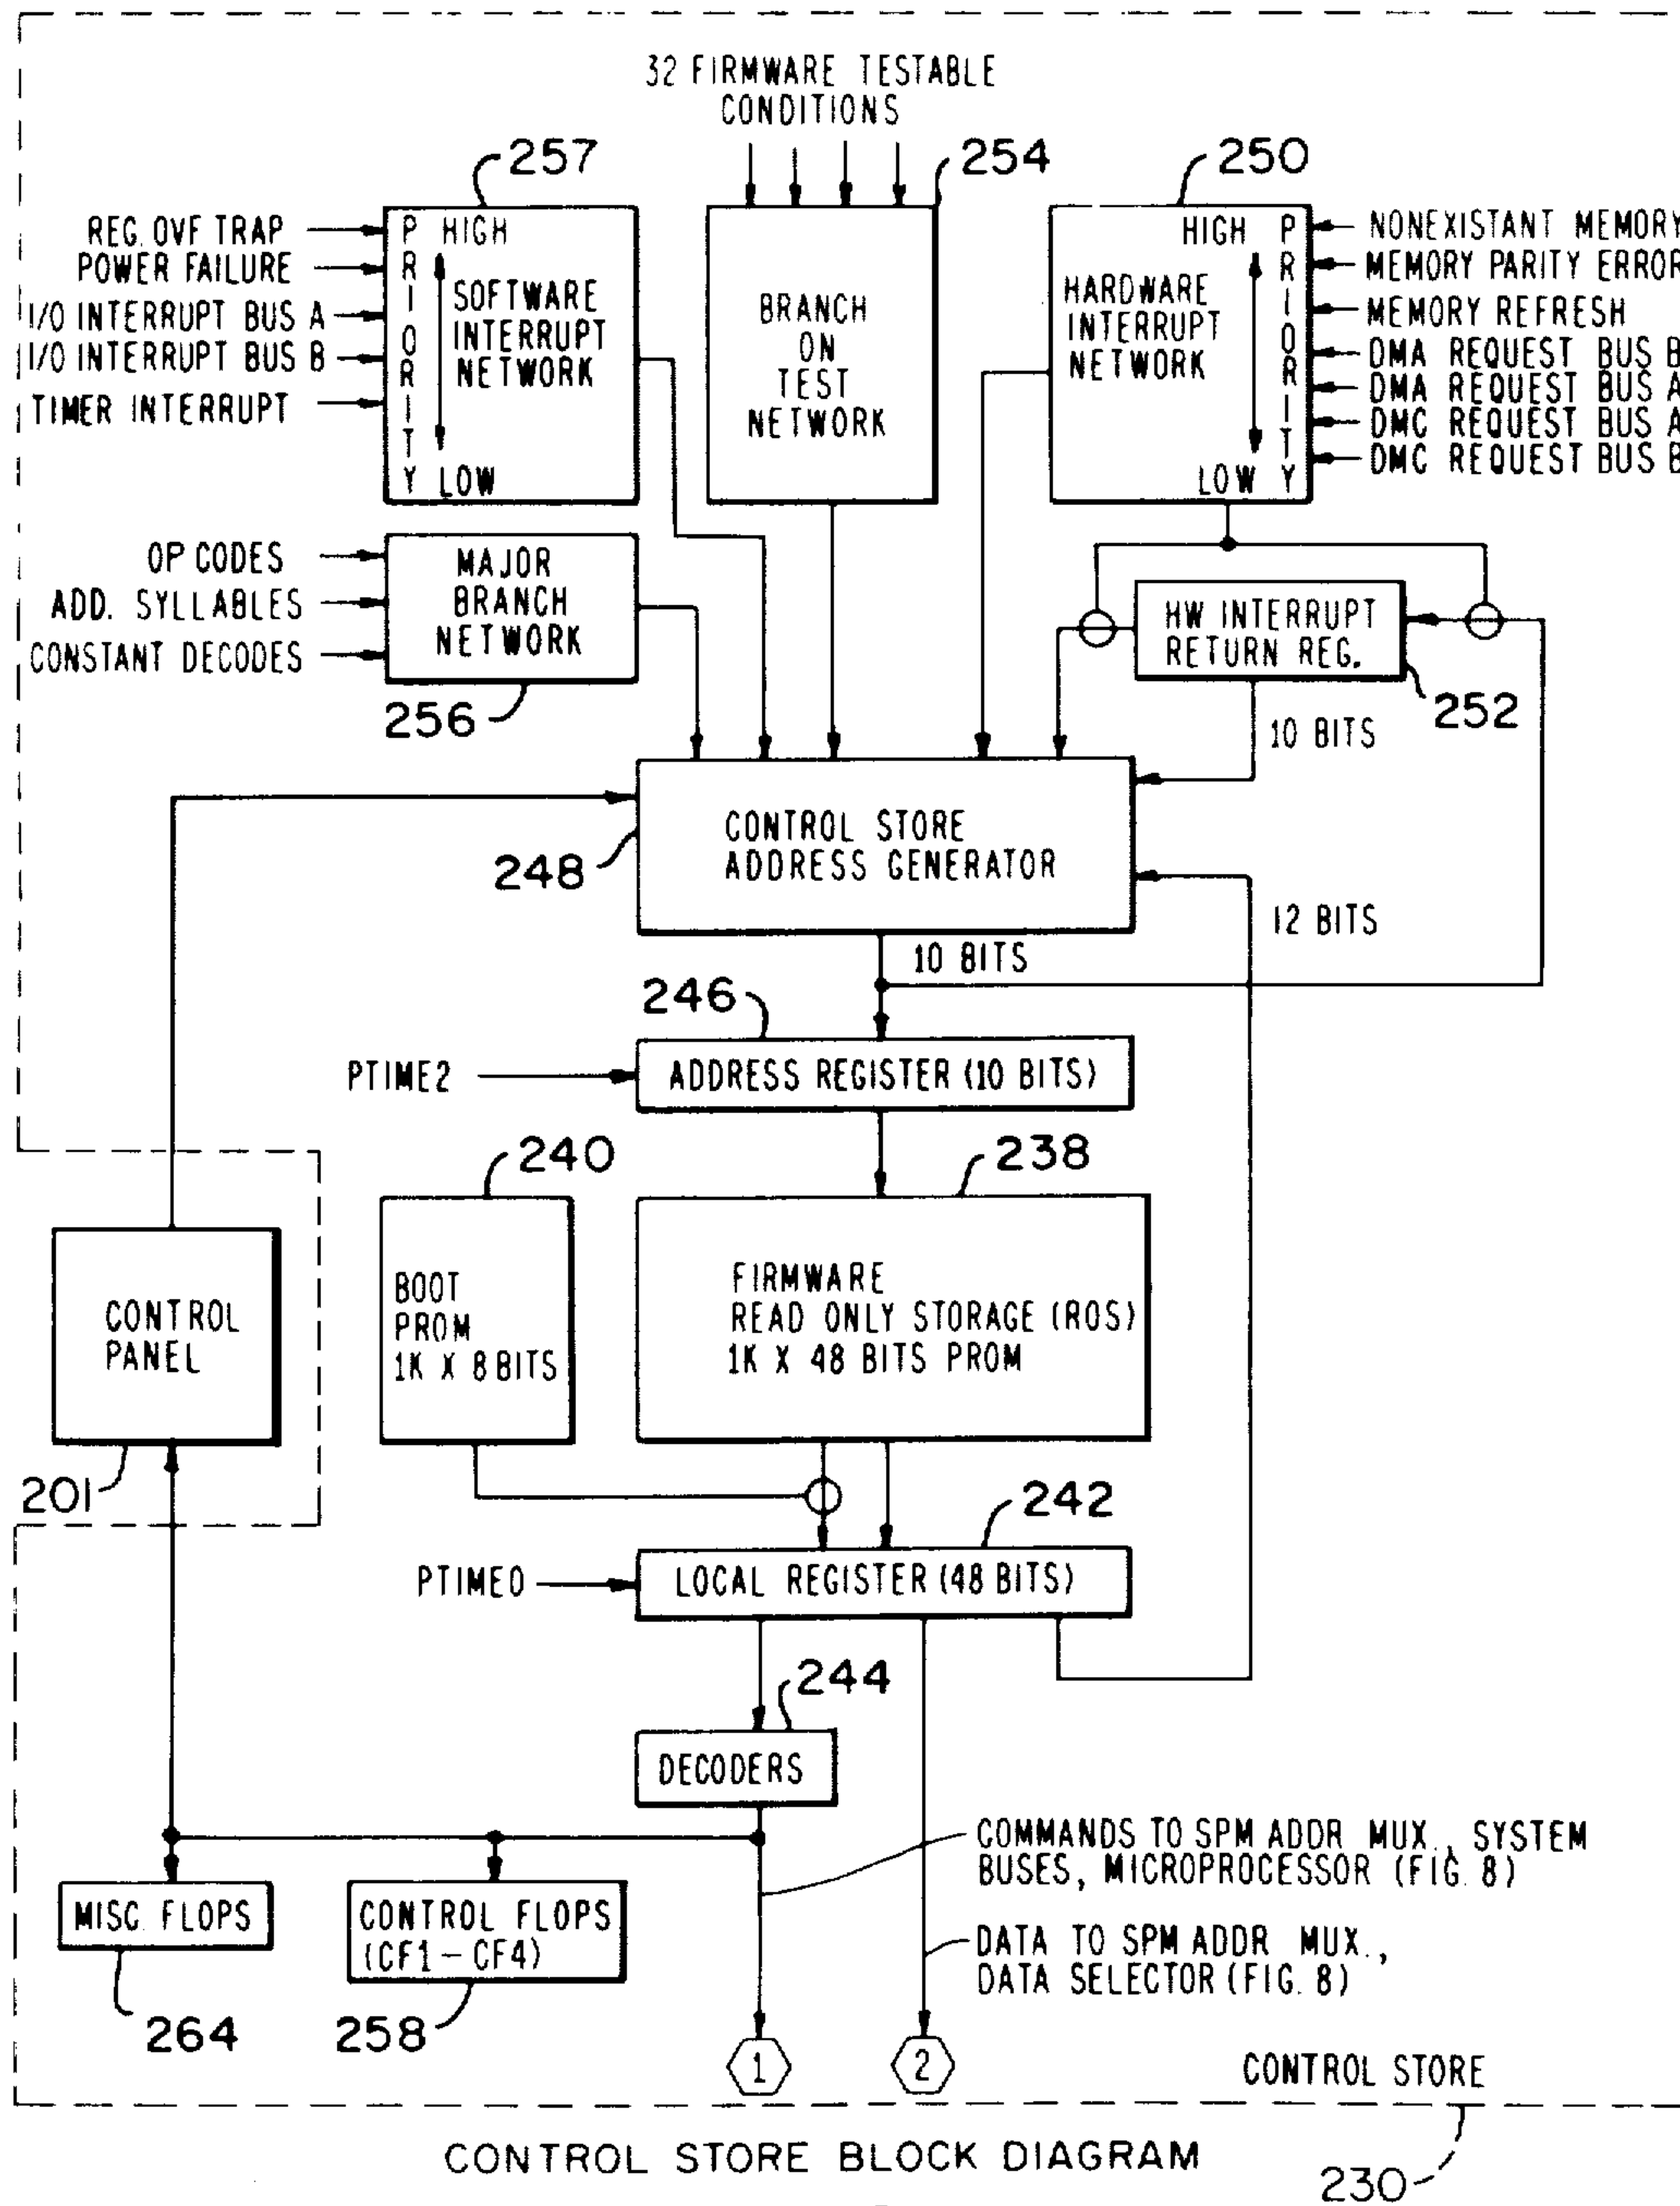 32 FIRMWARE TESTABLE
CONDITIONS
257
254
250
REG. OVF TRAP
POWER FAILURE
I/O INTERRUPT BUS A
I/O INTERRUPT BUS B
TIMER INTERRUPT
PRIORITY
HIGH
SOFTWARE
INTERRUPT
NETWORK
LOW
BRANCH
ON
TEST
NETWORK
HIGH
HARDWARE
INTERRUPT
NETWORK
LOW
PRIORITY
NONEXISTANT MEMORY
MEMORY PARITY ERROR
MEMORY REFRESH
DMA REQUEST BUS B
DMA REQUEST BUS A
DMC REQUEST BUS A
DMC REQUEST BUS B
OP CODES
ADD. SYLLABLES
CONSTANT DECODES
MAJOR
BRANCH
NETWORK
256
HW INTERRUPT
RETURN REG.
252
10 BITS
CONTROL STORE
ADDRESS GENERATOR
248
12 BITS
10 BITS
246
PTIME2
ADDRESS REGISTER (10 BITS)
240
238
CONTROL
PANEL
201
BOOT
PROM
1K X 8 BITS
FIRMWARE
READ ONLY STORAGE (ROS)
1K X 48 BITS PROM
242
PTIME0
LOCAL REGISTER (48 BITS)
244
DECODERS
COMMANDS TO SPM ADDR MUX., SYSTEM
BUSES, MICROPROCESSOR (FIG. 8)
MISC. FLOPS
264
CONTROL FLOPS
(CF1-CF4)
258
DATA TO SPM ADDR MUX.,
DATA SELECTOR (FIG. 8)
1
2
CONTROL STORE
CONTROL STORE BLOCK DIAGRAM
230